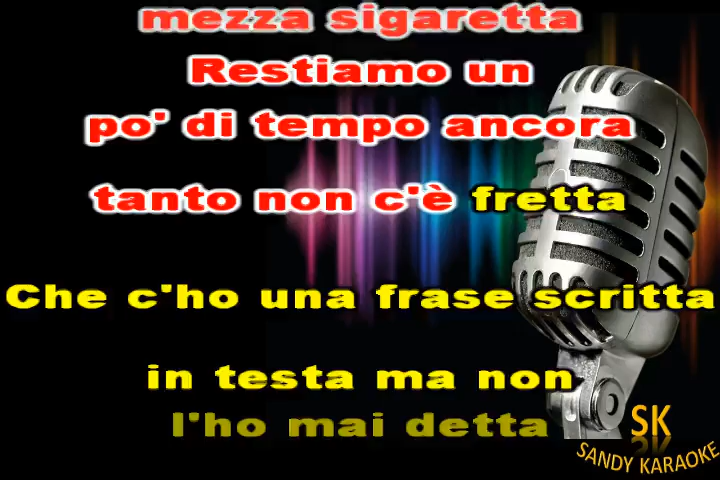 mezza sigaretta
Restiamo un
po' di tempo ancora
tanto non c'è fretta
Che c'ho una frase scritta
in testa ma non
l'ho mai detta
SK
SANDY KARAOKE